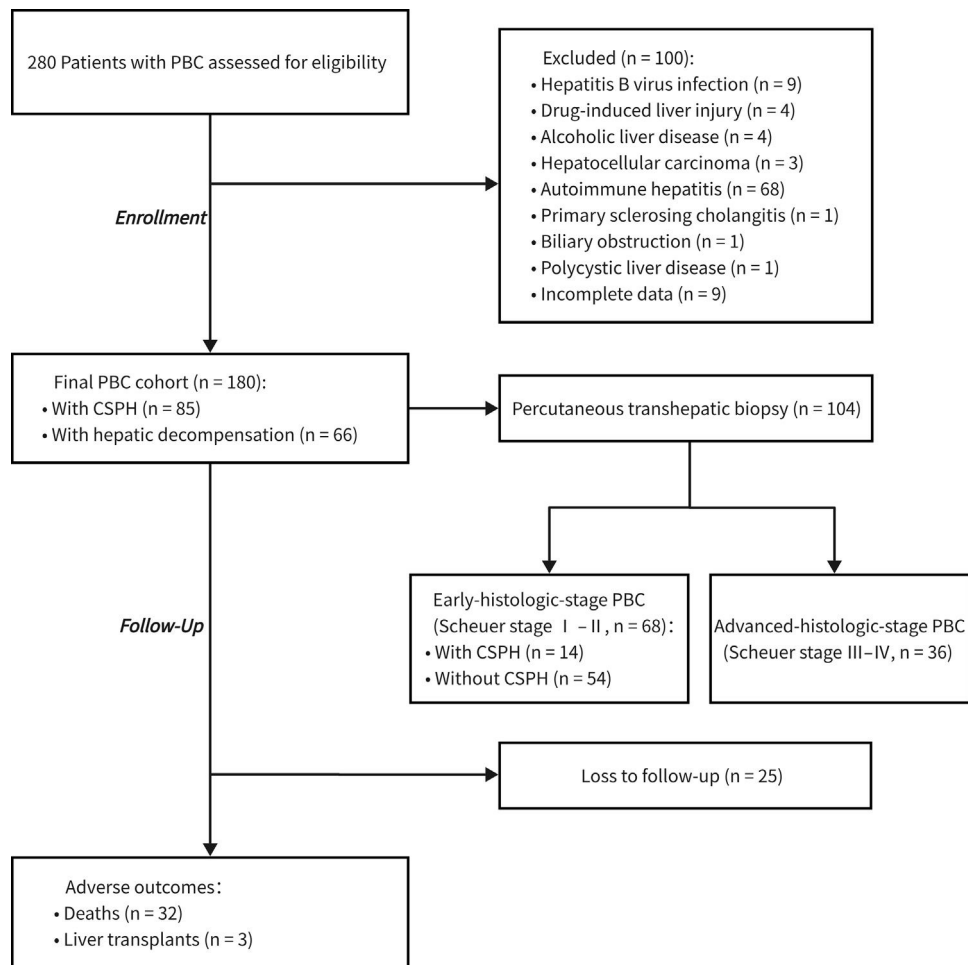 280 Patients with PBC assessed for eligibility
Excluded (n = 100):
• Hepatitis B virus infection (n = 9)
• Drug-induced liver injury (n = 4)
• Alcoholic liver disease (n = 4)
• Hepatocellular carcinoma (n = 3)
• Autoimmune hepatitis (n = 68)
• Primary sclerosing cholangitis (n = 1)
• Biliary obstruction (n = 1)
• Polycystic liver disease (n = 1)
• Incomplete data (n = 9)
Enrollment
Final PBC cohort (n = 180):
• With CSPH (n = 85)
• With hepatic decompensation (n = 66)
Percutaneous transhepatic biopsy (n = 104)
Early-histologic-stage PBC
(Scheuer stage Ⅰ–II, n = 68):
• With CSPH (n = 14)
• Without CSPH (n = 54)
Advanced-histologic-stage PBC
(Scheuer stage III–IV, n = 36)
Follow-Up
Loss to follow-up (n = 25)
Adverse outcomes:
• Deaths (n = 32)
• Liver transplants (n = 3)